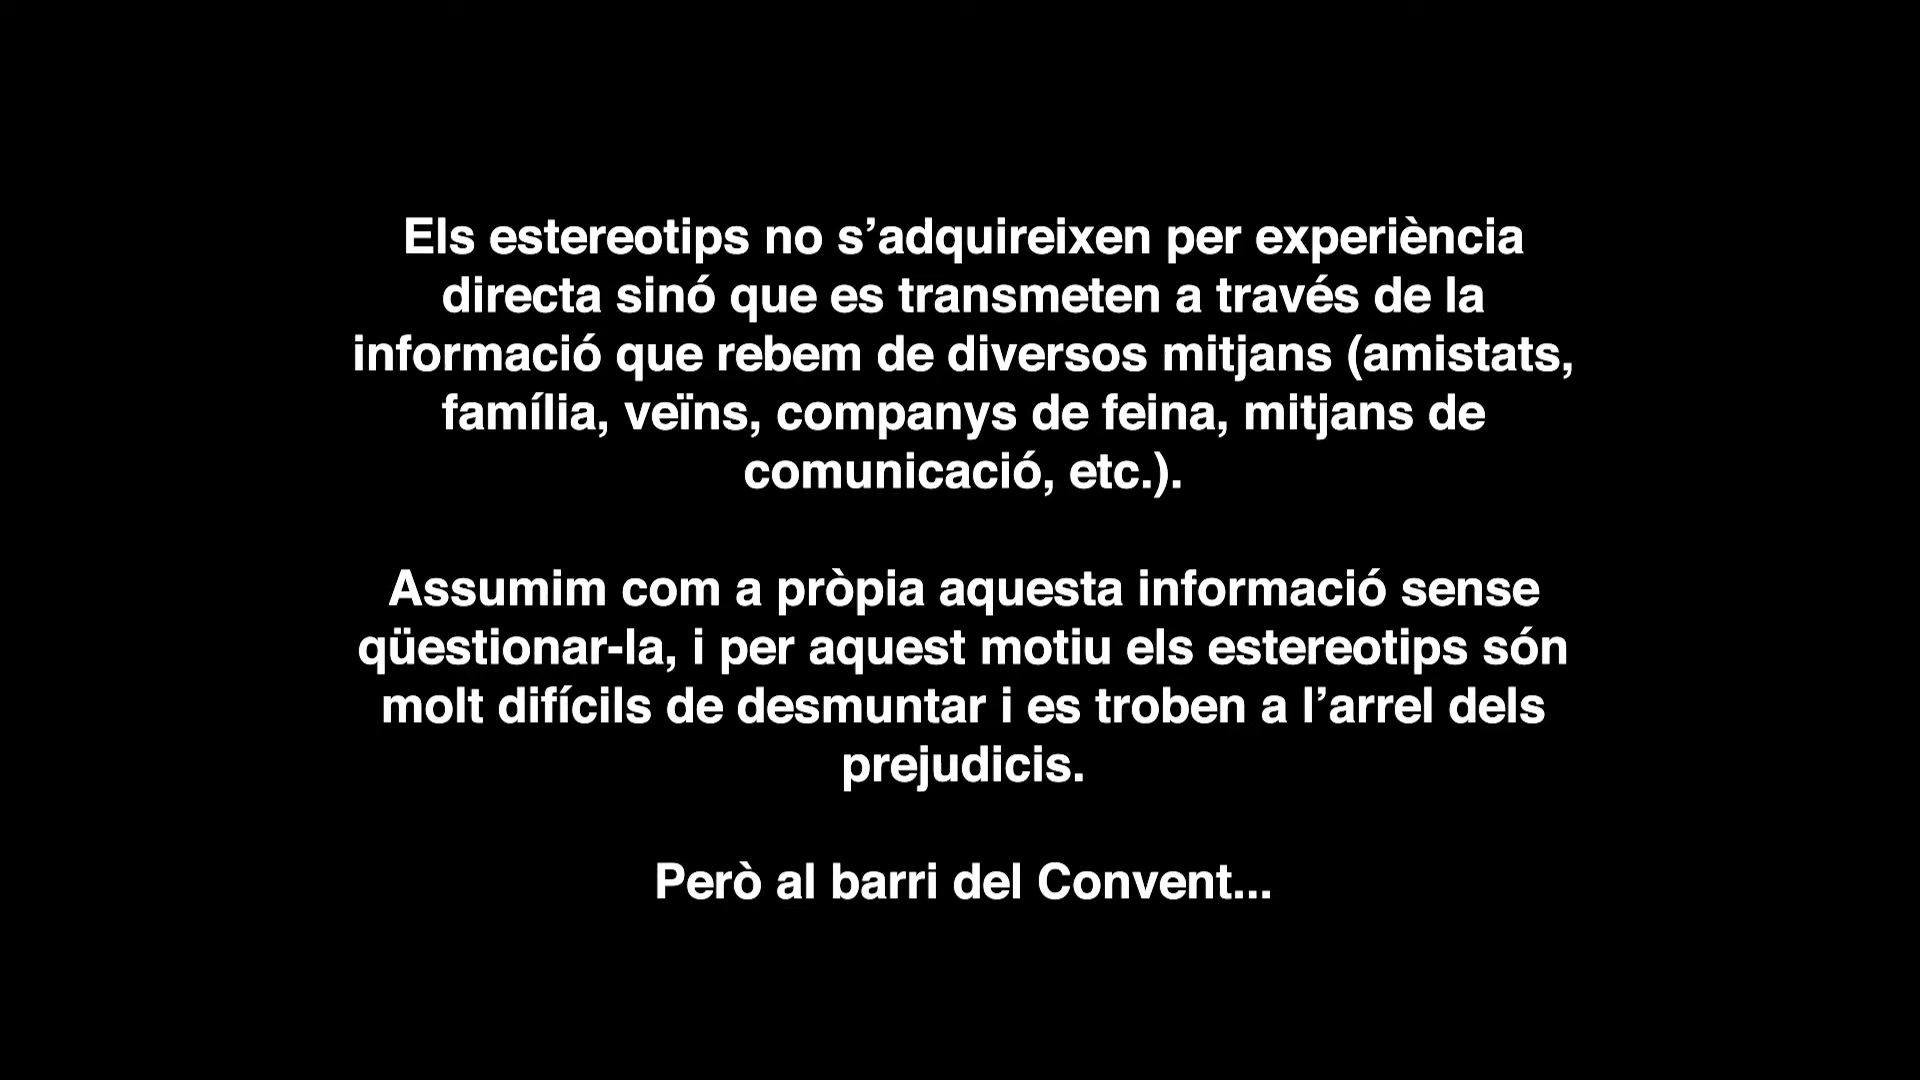 Els estereotips no s’adquireixen per experiència
directa sinó que es transmeten a través de la
informació que rebem de diversos mitjans (amistats,
família, veïns, companys de feina, mitjans de
comunicació, etc.).
Assumim com a pròpia aquesta informació sense
qüestionar-la, i per aquest motiu els estereotips són
molt difícils de desmuntar i es troben a l’arrel dels
prejudicis.
Però al barri del Convent...